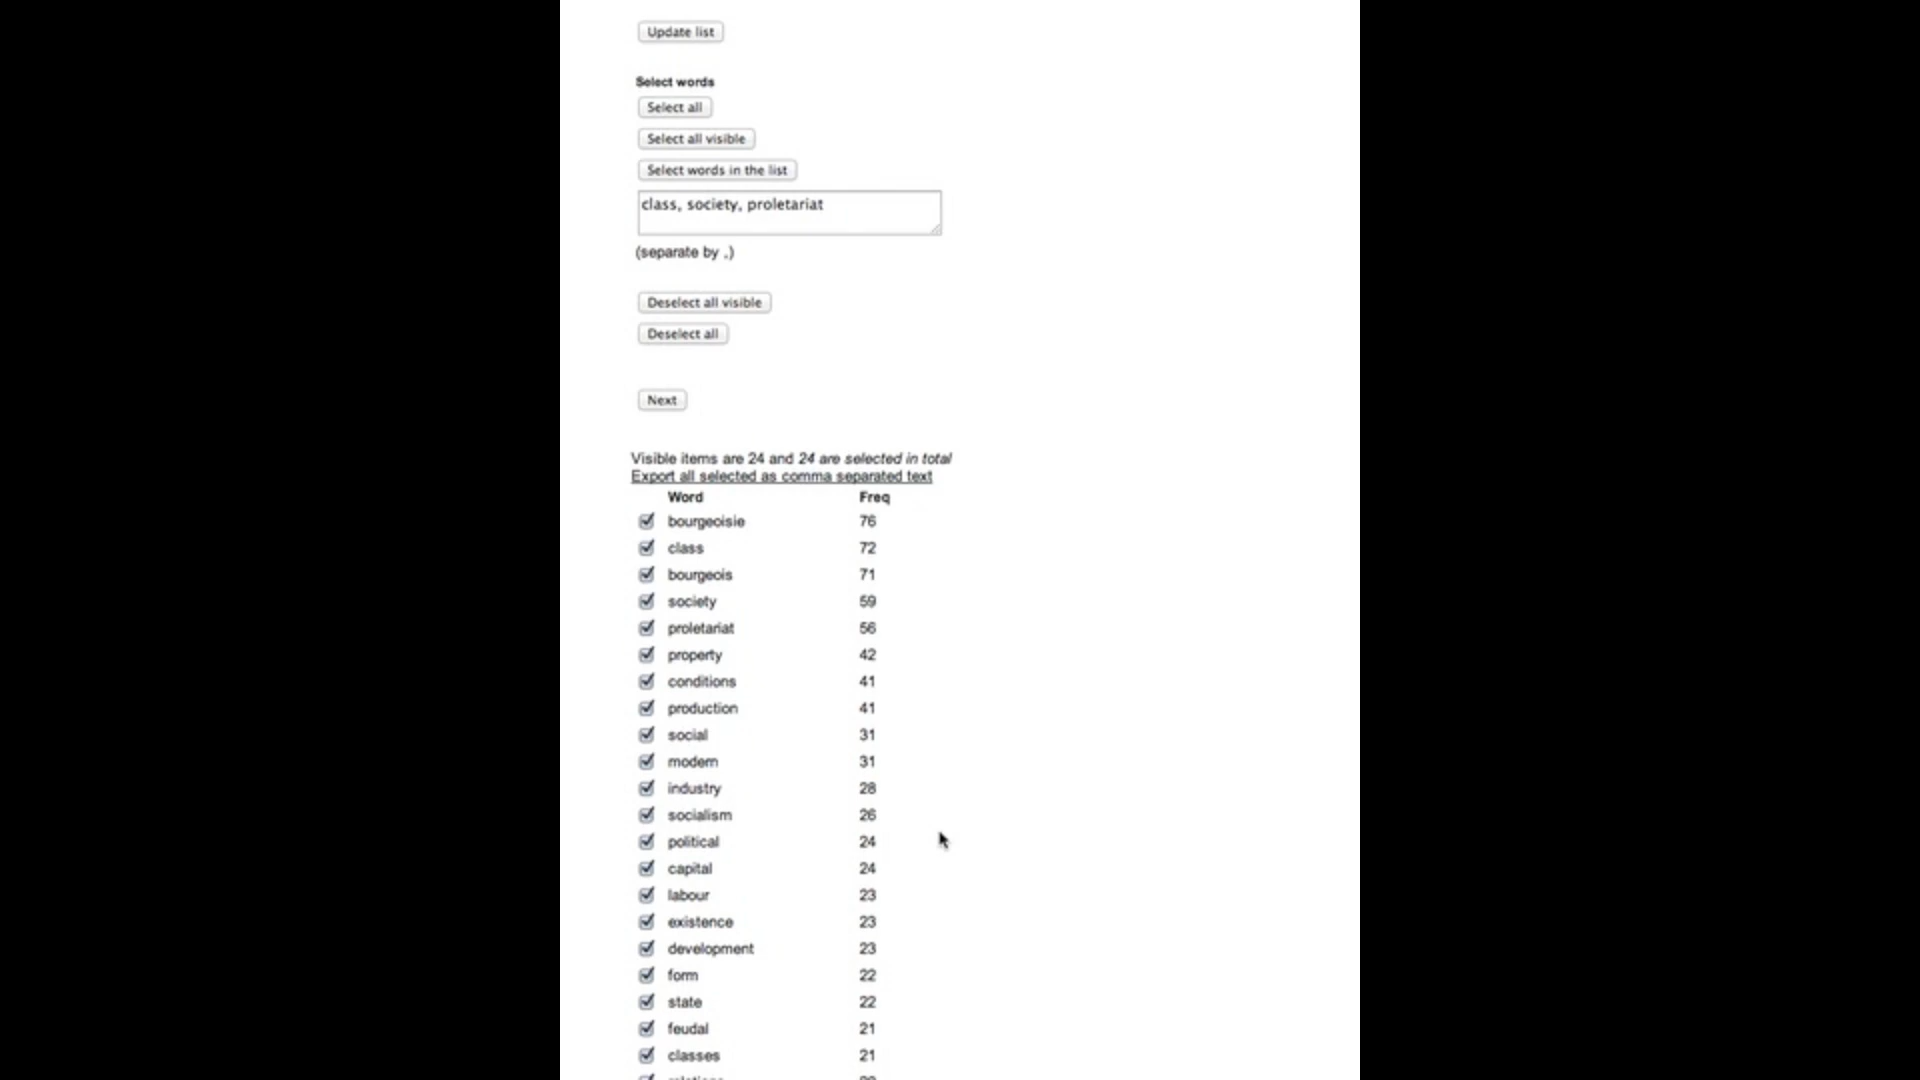 Update list
Select words
Select all
Select all visible
Select words in the list
class, society, proletariat
(separate by ,)
Deselect all visible
Deselect all
Next
Visible items are 24 and 24 are selected in total
Export all selected as comma separated text
Word Freq
bourgeoisie 76
class 72
bourgeois 71
society 59
proletariat 56
property 42
conditions 41
production 41
social 31
modern 31
industry 28
socialism 26
political 24
capital 24
labour 23
existence 23
development 23
form 22
state 22
feudal 21
classes 21